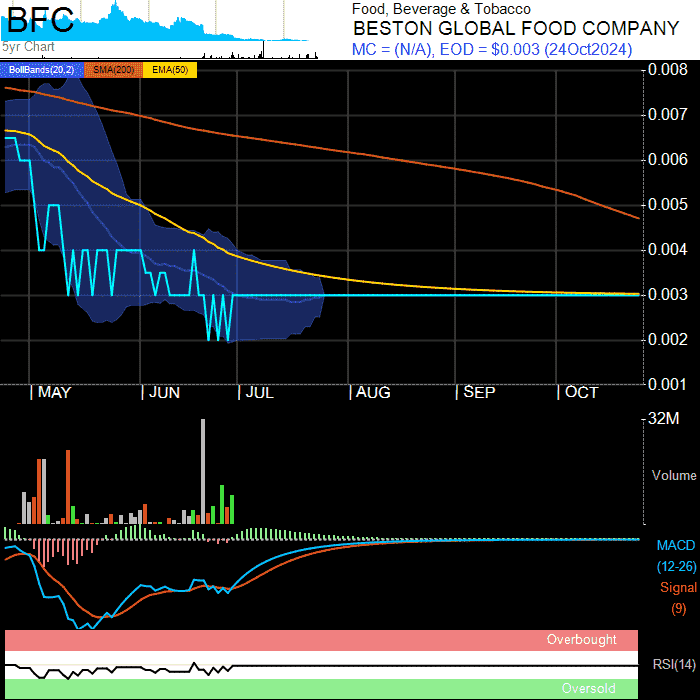 BFC
5yr Chart
Food, Beverage & Tobacco
BESTON GLOBAL FOOD COMPANY
MC = (N/A), EOD = $0.003 (24Oct2024)
BollBands(20,2) SMA(200) EMA(50)
0.008
0.007
0.006
0.005
0.004
0.003
0.002
0.001
MAY JUN JUL AUG SEP OCT
32M
Volume
MACD
(12-26)
Signal
(9)
Overbought
RSI(14)
Oversold